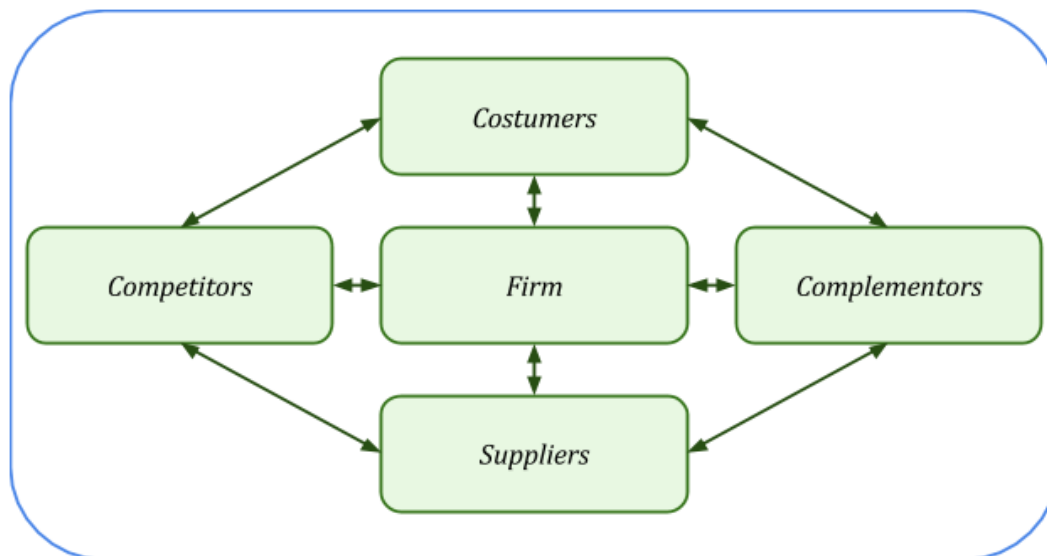 Costumers
Competitors
Firm
Complementors
Suppliers